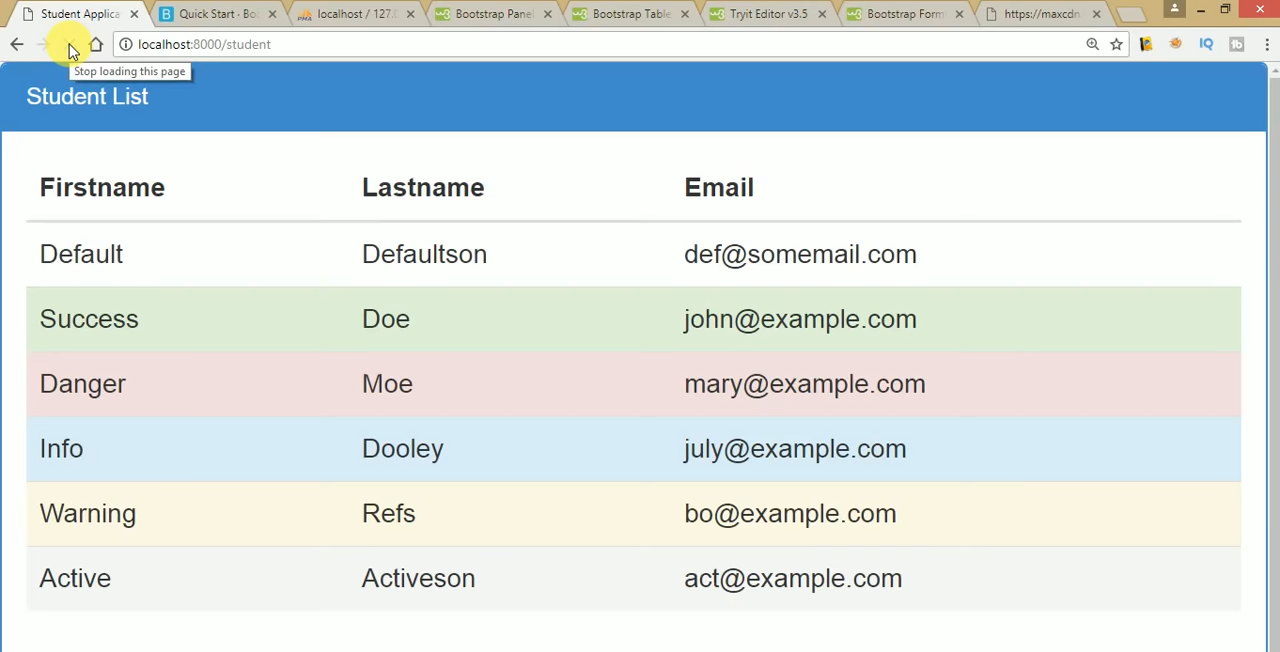 Student Applica
Quick Start - Bo
localhost / 127.0
Bootstrap Panel
Bootstrap Table
Tryit Editor v3.5
Bootstrap Form
https://maxcdn.
localhost:8000/student
IQ
tb
Stop loading this page
Student List
Firstname Lastname Email
Default Defaultson def@somemail.com
Success Doe john@example.com
Danger Moe mary@example.com
Info Dooley july@example.com
Warning Refs bo@example.com
Active Activeson act@example.com